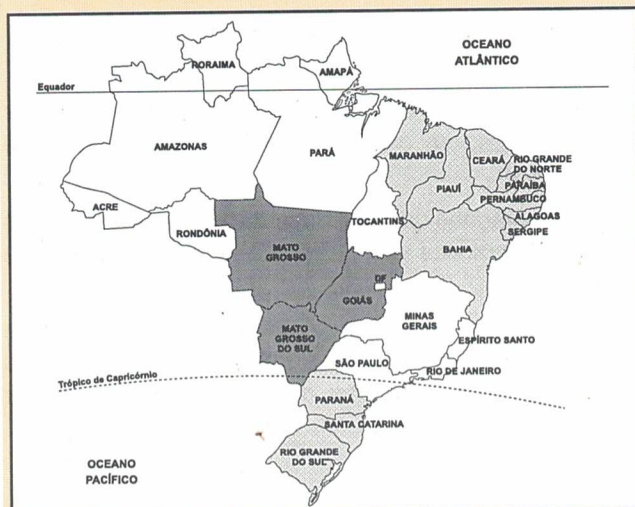 OCEANO
ATLÂNTICO
RORAIMA
AMAPÁ
Equador
AMAZONAS
PARÁ
MARANHÃO
CEARÁ
RIO GRANDE
DO NORTE
PIAUÍ
PARAÍBA
PERNAMBUCO
ACRE
ALAGOAS
TOCANTINS
SERGIPE
RONDÔNIA
MATO
GROSSO
BAHIA
DF
GOIÁS
MINAS
GERAIS
MATO
GROSSO
DO SUL
ESPÍRITO SANTO
SÃO PAULO
RIO DE JANEIRO
Trópico de Capricórnio
PARANÁ
SANTA CATARINA
RIO GRANDE
DO SUL
OCEANO
PACÍFICO